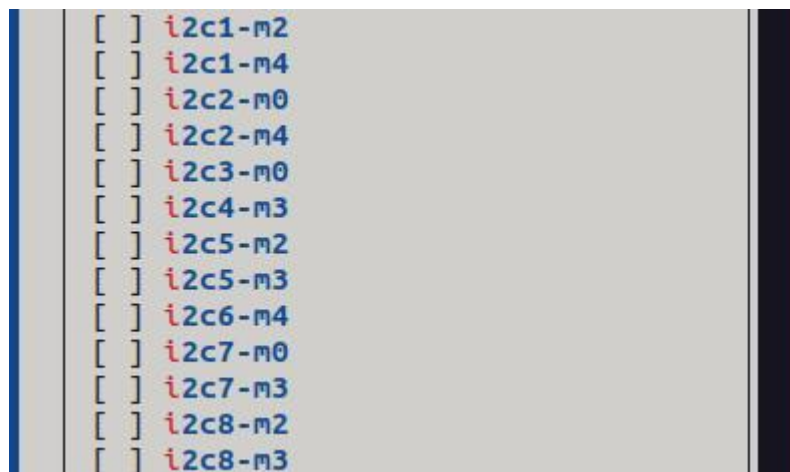 [ ] i2c1-m2
[ ] i2c1-m4
[ ] i2c2-m0
[ ] i2c2-m4
[ ] i2c3-m0
[ ] i2c4-m3
[ ] i2c5-m2
[ ] i2c5-m3
[ ] i2c6-m4
[ ] i2c7-m0
[ ] i2c7-m3
[ ] i2c8-m2
[ ] i2c8-m3